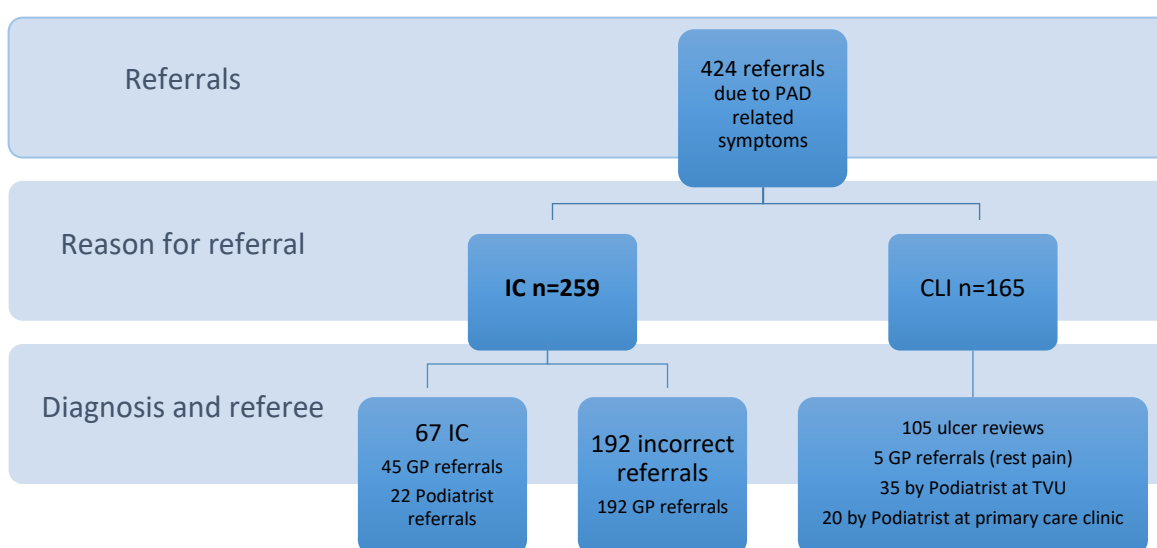 Referrals
424 referrals
due to PAD
related
symptoms
Reason for referral
IC n=259
CLI n=165
Diagnosis and referee
67 IC
45 GP referrals
22 Podiatrist
referrals
192 incorrect
referrals
192 GP referrals
105 ulcer reviews
5 GP referrals (rest pain)
35 by Podiatrist at TVU
20 by Podiatrist at primary care clinic